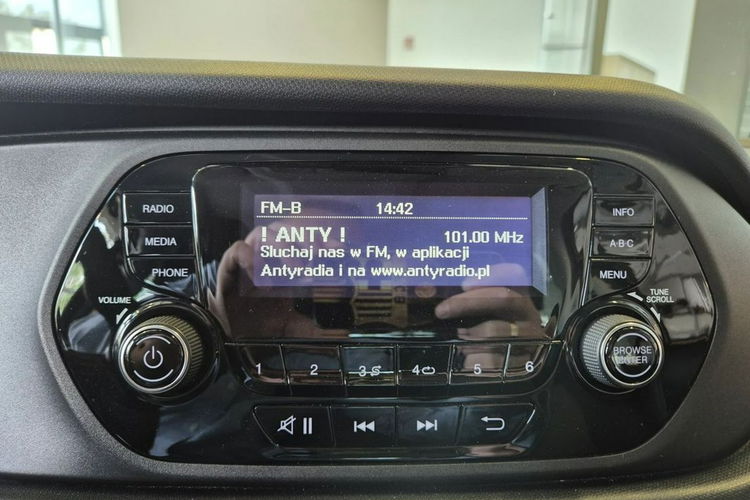 FM-B 14:42
! ANTY ! 101.00 MHz
Sluchaj nas w FM, w aplikacji
Antyradia i na www.antyradio.pl
RADIO
MEDIA
PHONE
VOLUME
INFO
A-B-C
MENU
TUNE
SCROLL
BROWSE
ENTER
1 2 3 4 5 6